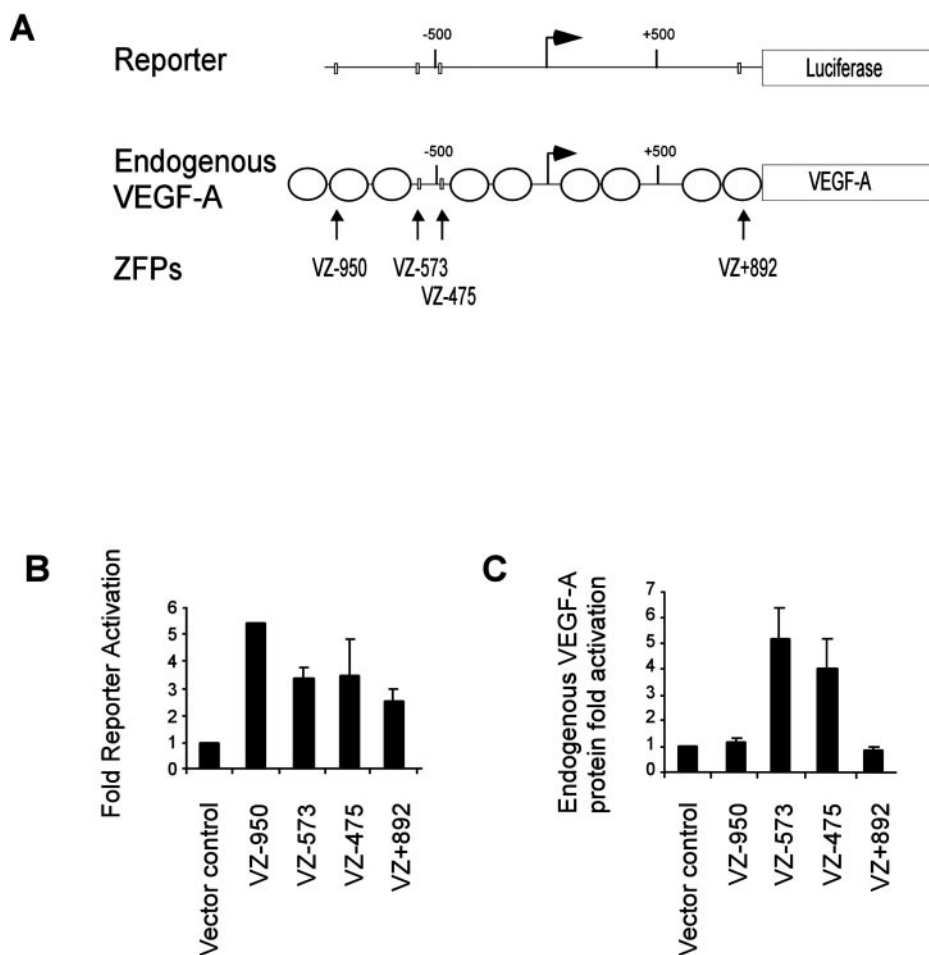 A
Reporter
-500
+500
Luciferase
Endogenous
VEGF-A
-500
+500
VEGF-A
ZFPs
VZ-950
VZ-573
VZ-475
VZ+892
B
Fold Reporter Activation
6
5
4
3
2
1
0
Vector control
VZ-950
VZ-573
VZ-475
VZ+892
C
Endogenous VEGF-A
protein fold activation
7
6
5
4
3
2
1
0
Vector control
VZ-950
VZ-573
VZ-475
VZ+892